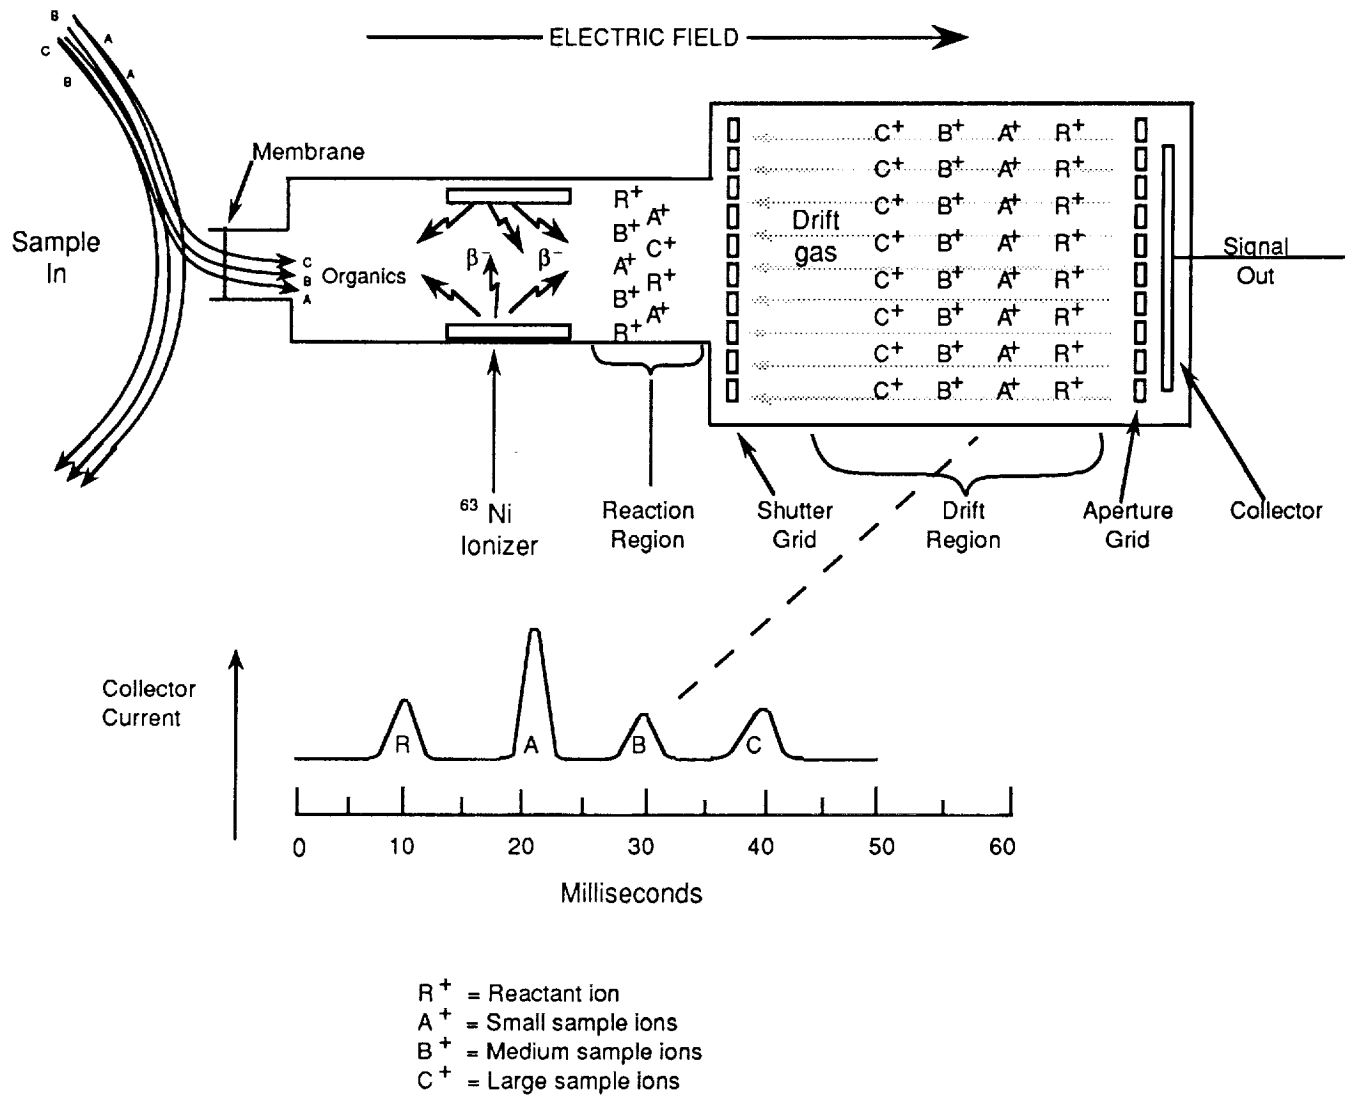 B
A
C
A
B
ELECTRIC FIELD
Membrane
Sample
In
C
B
A
Organics
β⁻ β⁻
R⁺
A⁺
B⁺
C⁺
A⁺
R⁺
B⁺
A⁺
R⁺
Drift
gas
C⁺ B⁺ A⁺ R⁺
C⁺ B⁺ A⁺ R⁺
C⁺ B⁺ A⁺ R⁺
C⁺ B⁺ A⁺ R⁺
C⁺ B⁺ A⁺ R⁺
C⁺ B⁺ A⁺ R⁺
C⁺ B⁺ A⁺ R⁺
C⁺ B⁺ A⁺ R⁺
Signal
Out
⁶³ Ni
Ionizer
Reaction
Region
Shutter
Grid
Drift
Region
Aperture
Grid
Collector
Collector
Current
R A B C
0 10 20 30 40 50 60
Milliseconds
R⁺ = Reactant ion
A⁺ = Small sample ions
B⁺ = Medium sample ions
C⁺ = Large sample ions